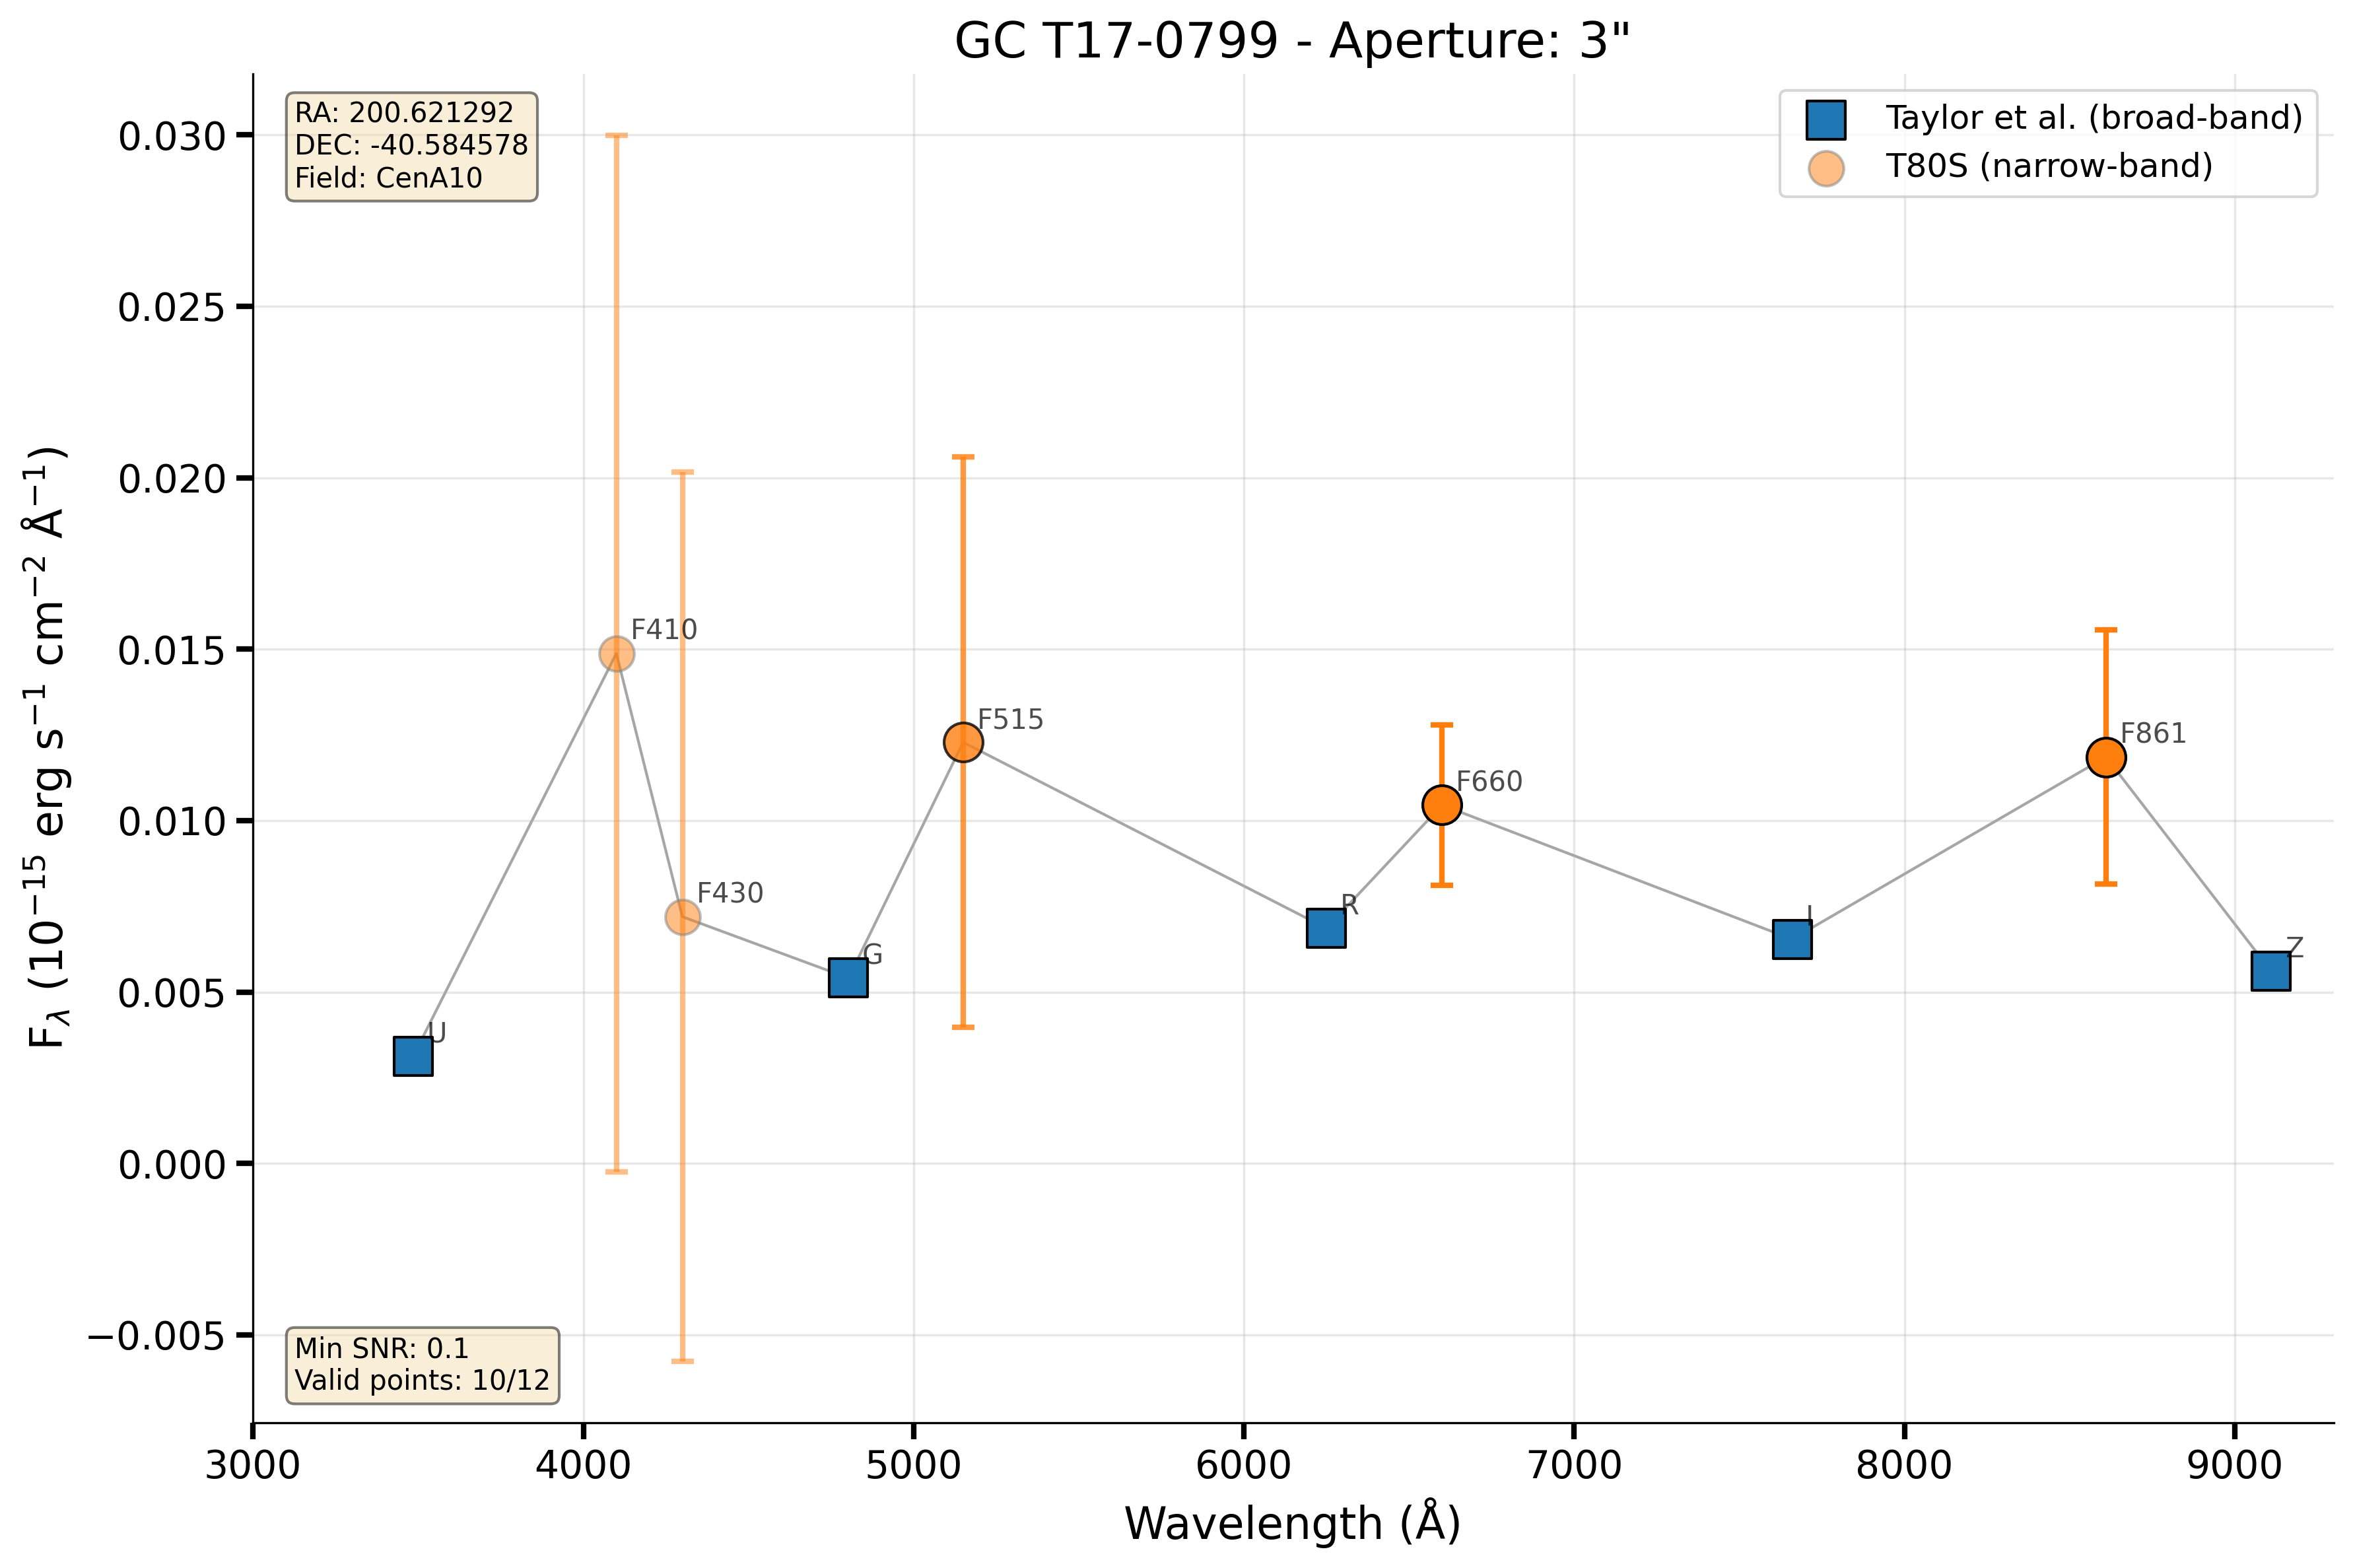 GC T17-0799 - Aperture: 3"
RA: 200.621292
DEC: -40.584578
Field: CenA10
Taylor et al. (broad-band)
T80S (narrow-band)
0.030
0.025
0.020
0.015
0.010
0.005
0.000
−0.005
F_λ (10⁻¹⁵ erg s⁻¹ cm⁻² Å⁻¹)
U
F410
F430
G
F515
R
F660
I
F861
Z
Min SNR: 0.1
Valid points: 10/12
3000 4000 5000 6000 7000 8000 9000
Wavelength (Å)